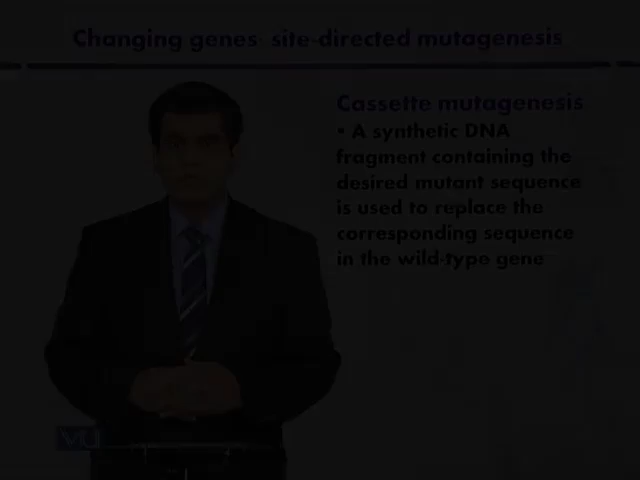 Changing genes- site-directed mutagenesis
Cassette mutagenesis
• A synthetic DNA
fragment containing the
desired mutant sequence
is used to replace the
corresponding sequence
in the wild-type gene
VU